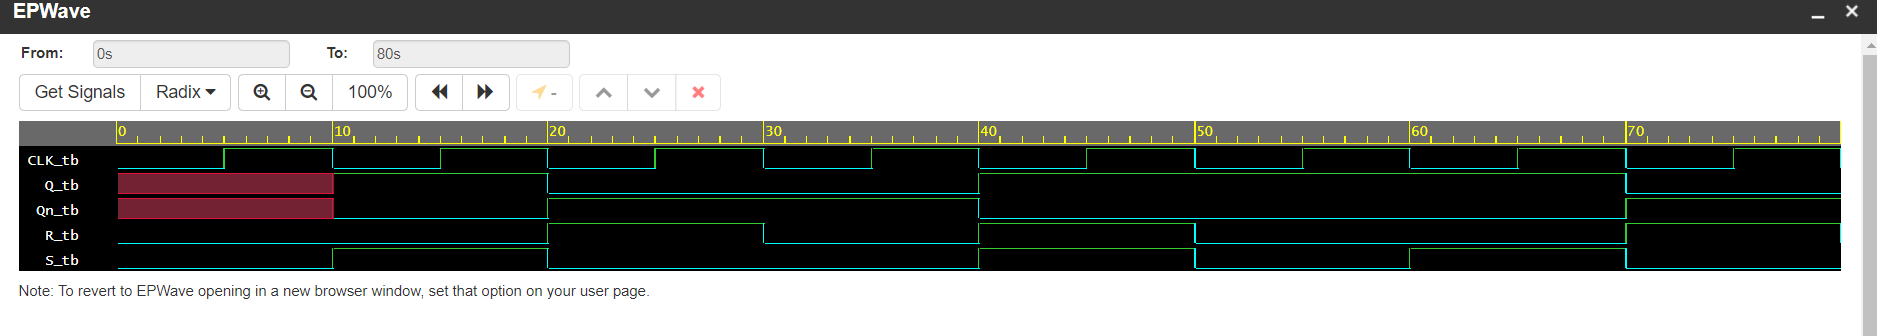 EPWave
From: 0s To: 80s
Get Signals Radix 100% -
0 10 20 30 40 50 60 70
CLK_tb
Q_tb
Qn_tb
R_tb
S_tb
Note: To revert to EPWave opening in a new browser window, set that option on your user page.